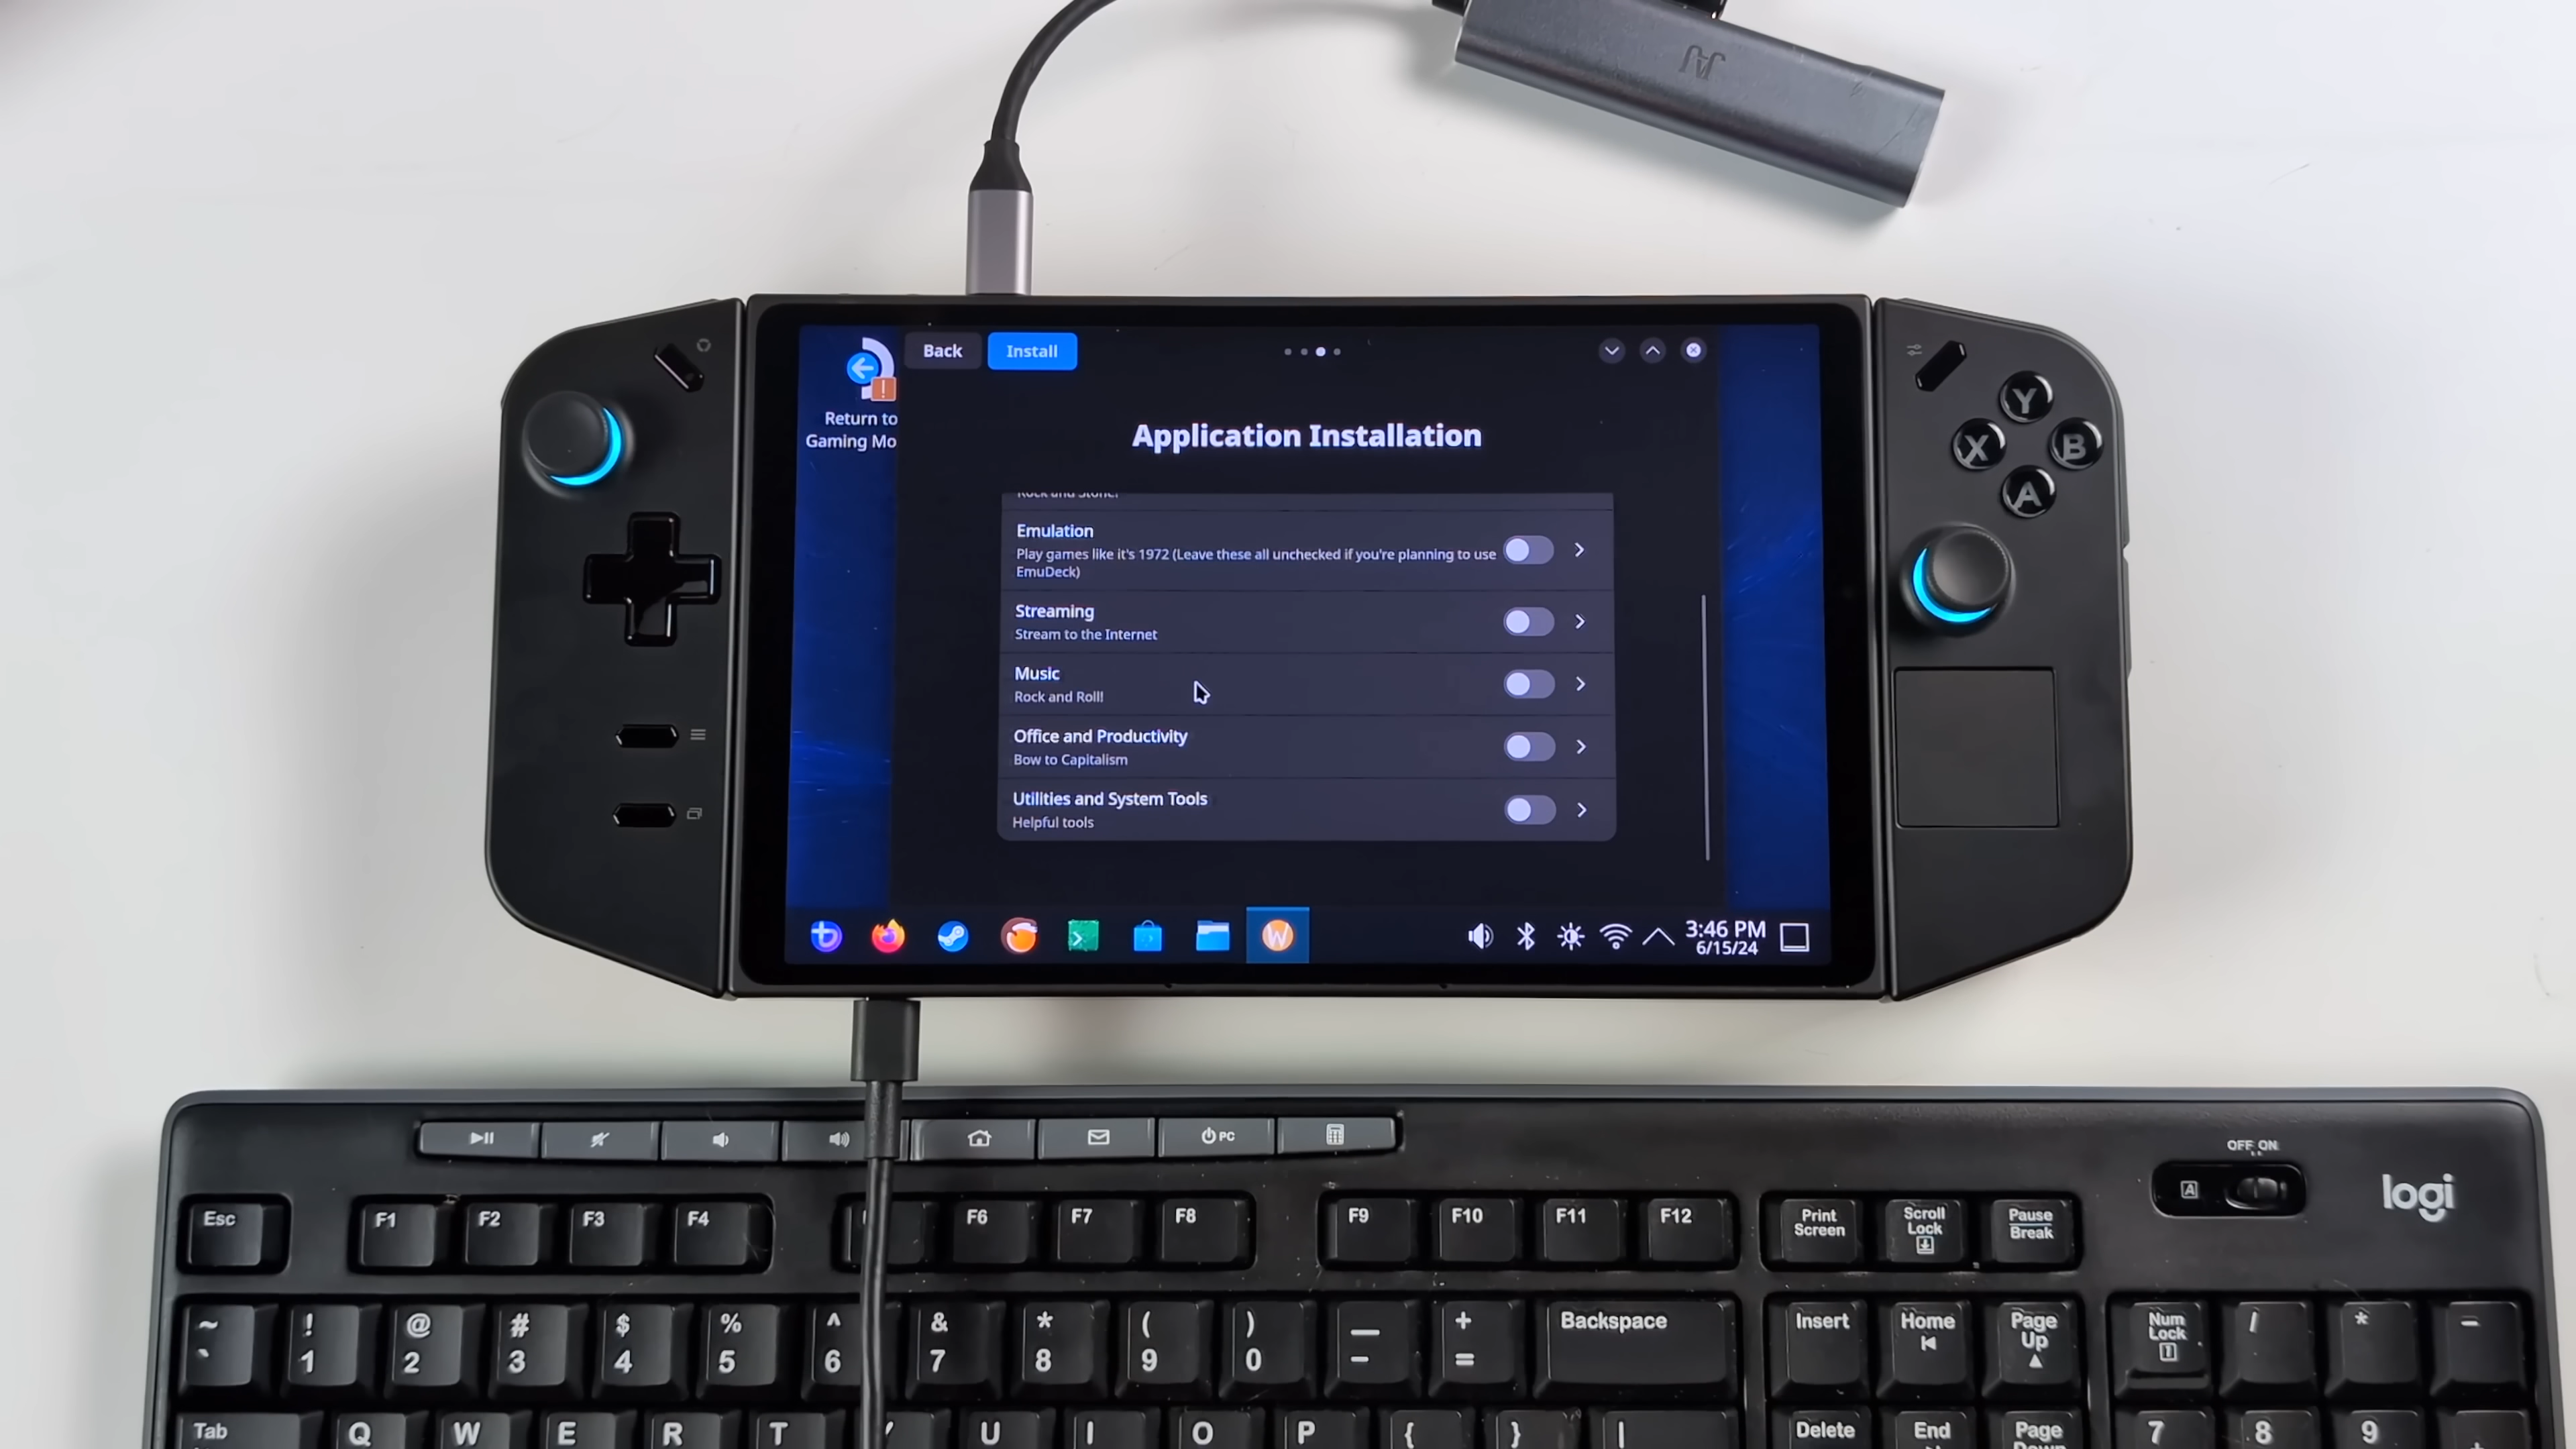 Back
Install
Return to
Gaming Mo
Application Installation
Rock and Stone!
Emulation
Play games like it's 1972 (Leave these all unchecked if you're planning to use
EmuDeck)
Streaming
Stream to the Internet
Music
Rock and Roll!
Office and Productivity
Bow to Capitalism
Utilities and System Tools
Helpful tools
3:46 PM
6/15/24
W
Y
X
B
A
PC
OFF ON
A
logi
Esc
F1
F2
F3
F4
F6
F7
F8
F9
F10
F11
F12
Print
Screen
Scroll
Lock
Pause
Break
~ ! @ # $ % ^ & * ( ) — +
` 1 2 3 4 5 6 7 8 9 0 - =
Backspace
Insert
Home
Page
Up
Num
Lock
/
*
–
Tab
Q
W
E
R
T
U
I
O
P
{
}
|
Delete
End
Page
Down
7
8
9